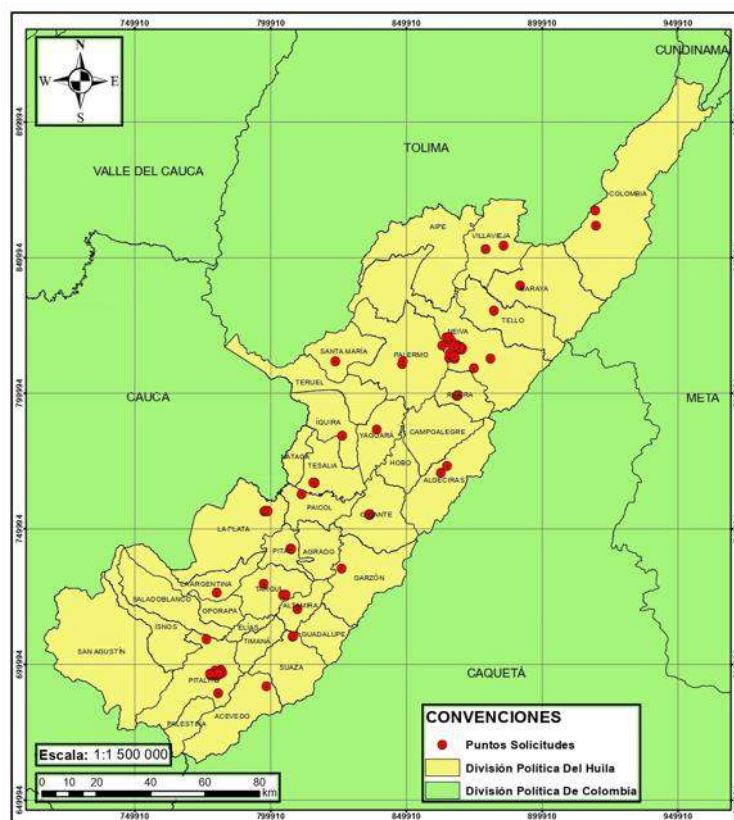 749910 799910 849910 899910 949910
N
W E
S
CUNDINAMA
899994
TOLIMA
VALLE DEL CAUCA
COLOMBIA
AIPE
VILLAVIEJA
849994
BARAYA
TELLO
NEIVA
SANTA MARÍA
PALERMO
TERUEL
799994
CAUCA
RIVERA
META
ÍQUIRA
YAGUARÁ
CAMPOALEGRE
NATAGA
TESALIA
HOBO
ALGECIRAS
PAICOL
GIGANTE
LA PLATA
749994
PITAL
AGRADO
GARZÓN
LA ARGENTINA
TARQUI
SALADOBLANCO
OPORAPA
ALTAMIRA
ISNOS
ELÍAS
TIMANÁ
GUADALUPE
SAN AGUSTÍN
SUAZA
699994
PITALITO
CAQUETÁ
PALESTINA
ACEVEDO
CONVENCIONES
Puntos Solicitudes
División Política Del Huila
División Política De Colombia
Escala: 1:1 500 000
0 10 20 40 60 80
km
649994
749910 799910 849910 899910 949910